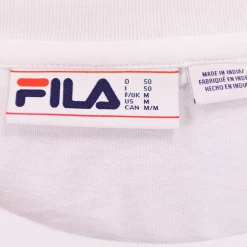 FILA
D 50
I 50
F/UK M
US M
CAN M/M
MADE IN INDIA/
FABRIQUÉ EN INDE/
HECHO EN INDIA